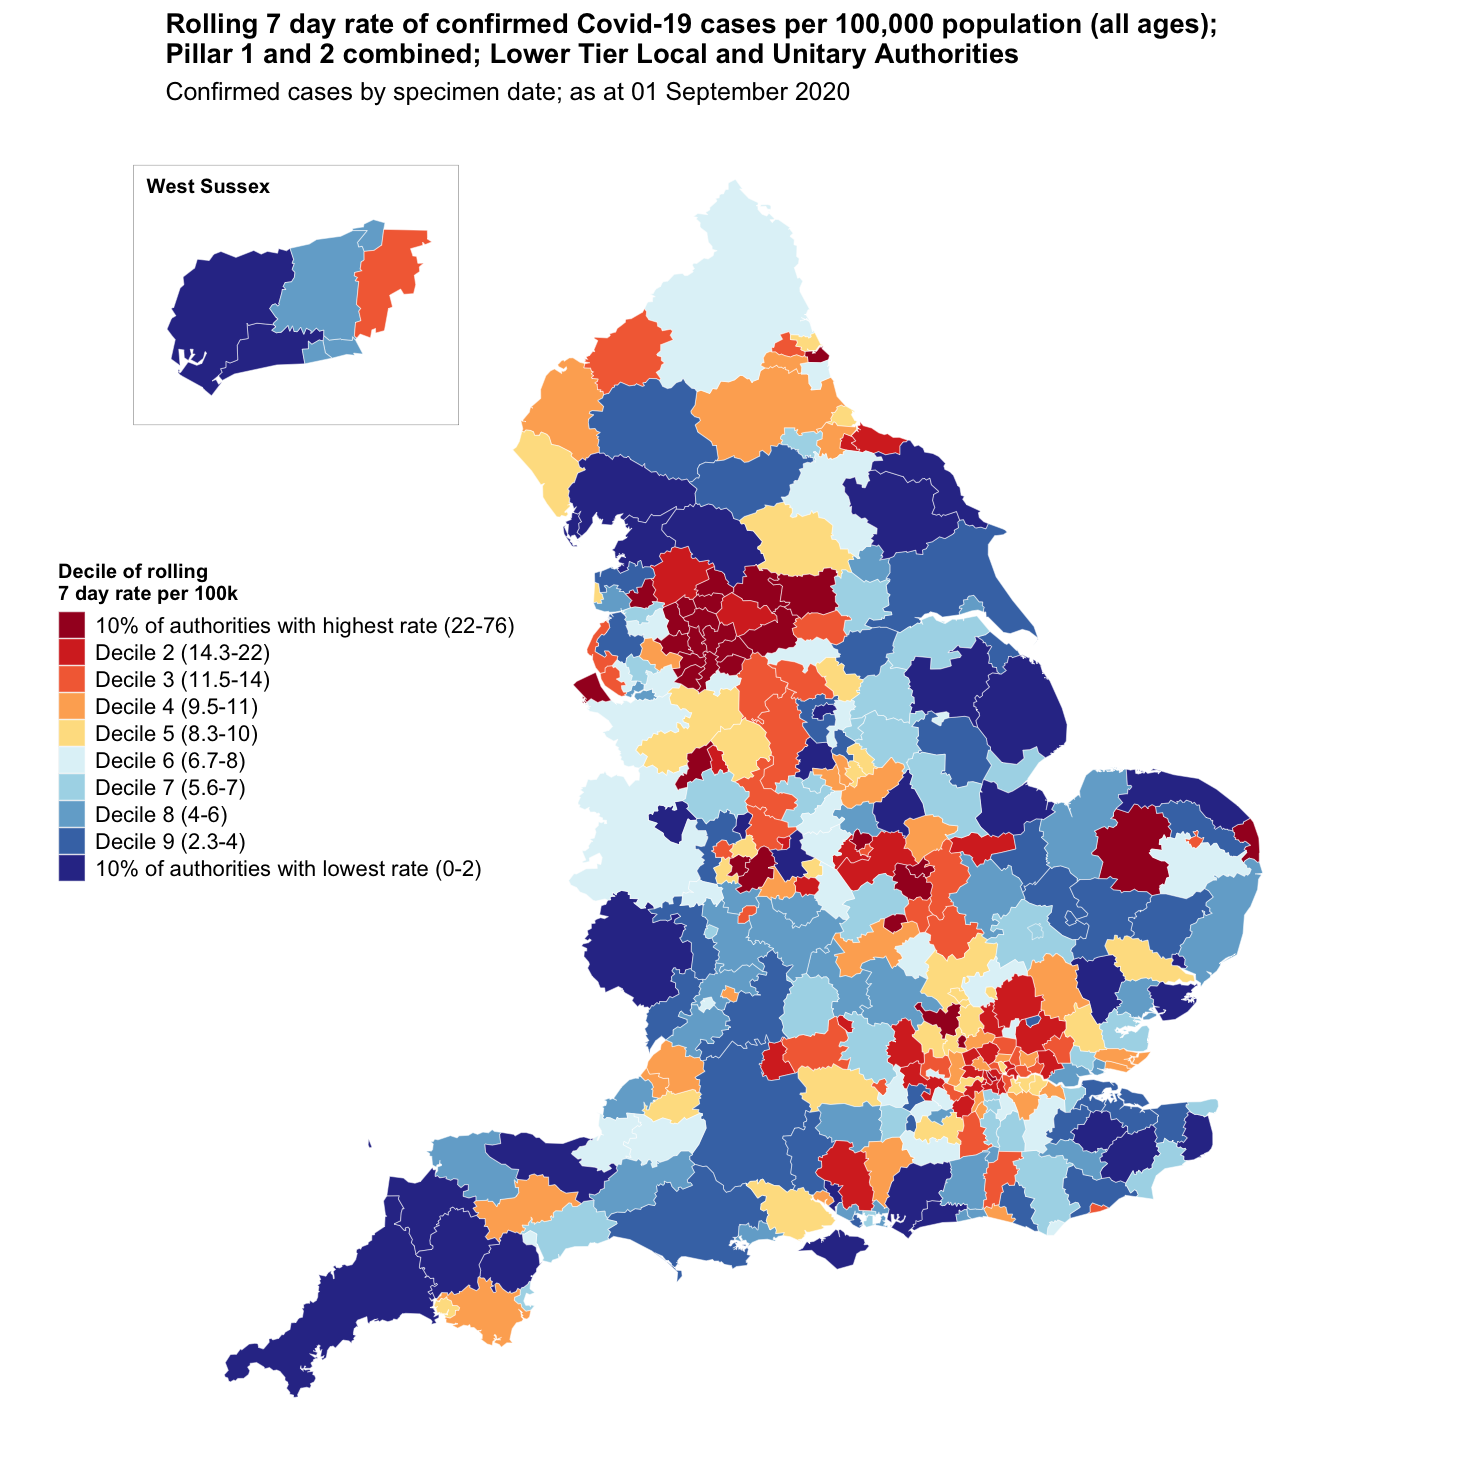 Rolling 7 day rate of confirmed Covid-19 cases per 100,000 population (all ages);
Pillar 1 and 2 combined; Lower Tier Local and Unitary Authorities
Confirmed cases by specimen date; as at 01 September 2020
West Sussex
Decile of rolling
7 day rate per 100k
10% of authorities with highest rate (22-76)
Decile 2 (14.3-22)
Decile 3 (11.5-14)
Decile 4 (9.5-11)
Decile 5 (8.3-10)
Decile 6 (6.7-8)
Decile 7 (5.6-7)
Decile 8 (4-6)
Decile 9 (2.3-4)
10% of authorities with lowest rate (0-2)